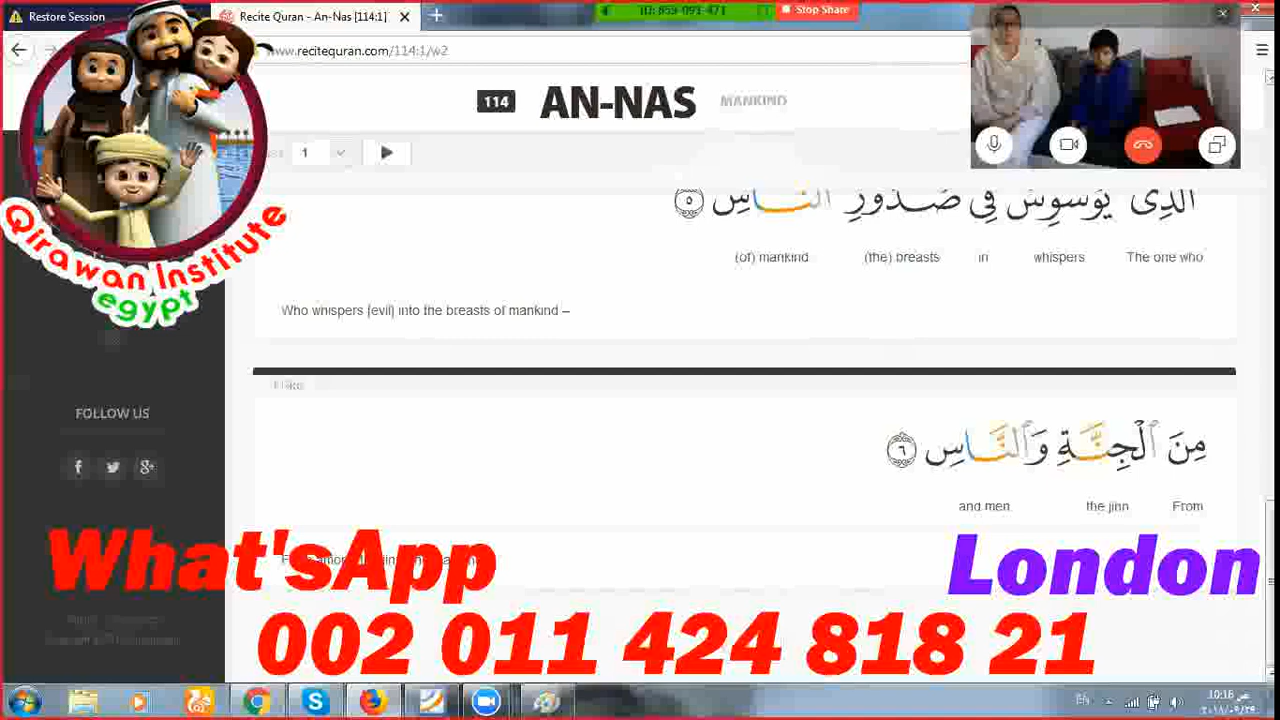 Restore Session
Recite Quran - An-Nas [114:1]
Stop Share
www.recitequran.com/114:1/w2
114 AN-NAS MANKIND
1
الَّذِى يُوَسْوِسُ فِى صُدُورِ النَّاسِ ٥
(of) mankind (the) breasts in whispers The one who
Who whispers [evil] into the breasts of mankind –
مِنَ ٱلْجِنَّةِ وَٱلنَّاسِ ٦
and men the jinn From
Qirawan Institute
egypt
FOLLOW US
What'sApp London
002 011 424 818 21
10:16 ص